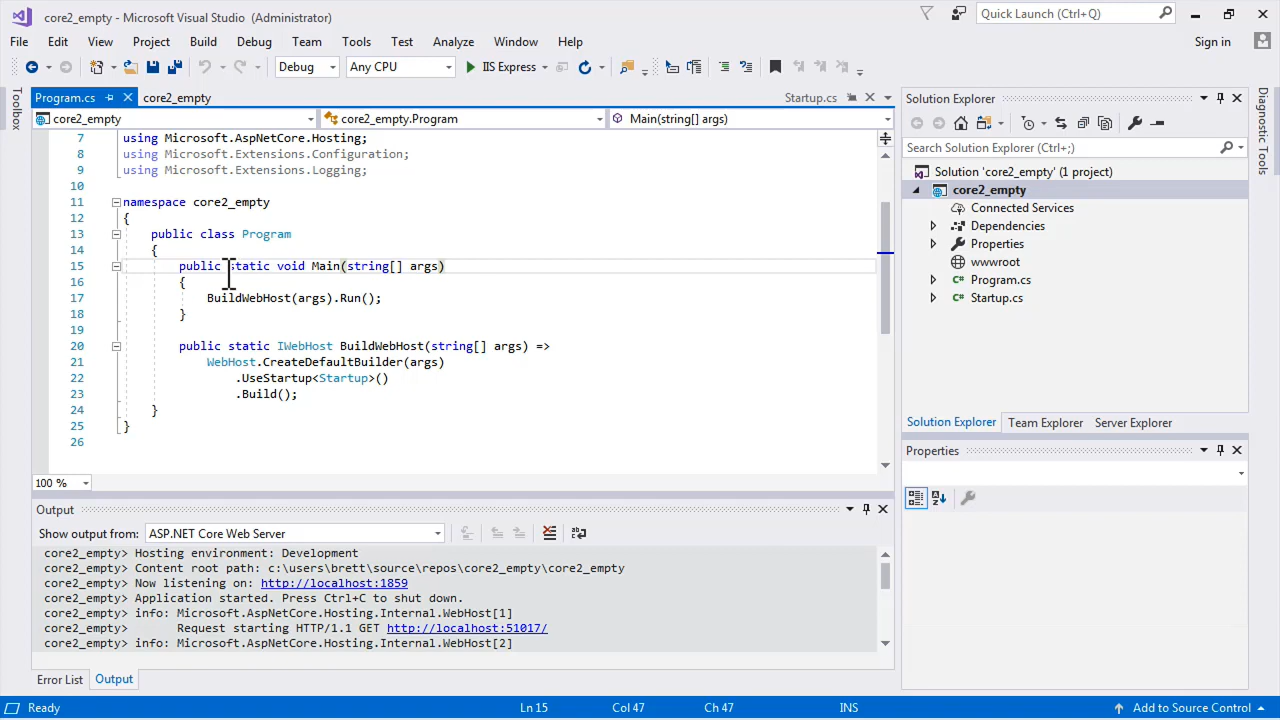 core2_empty - Microsoft Visual Studio (Administrator)
Quick Launch (Ctrl+Q)
File Edit View Project Build Debug Team Tools Test Analyze Window Help
Sign in
Debug Any CPU IIS Express
Toolbox
Program.cs core2_empty Startup.cs
core2_empty core2_empty.Program Main(string[] args)
7 using Microsoft.AspNetCore.Hosting;
8 using Microsoft.Extensions.Configuration;
9 using Microsoft.Extensions.Logging;
10
11 namespace core2_empty
12 {
13 public class Program
14 {
15 public static void Main(string[] args)
16 {
17 BuildWebHost(args).Run();
18 }
19
20 public static IWebHost BuildWebHost(string[] args) =>
21 WebHost.CreateDefaultBuilder(args)
22 .UseStartup<Startup>()
23 .Build();
24 }
25 }
26
100 %
Output
Show output from: ASP.NET Core Web Server
core2_empty> Hosting environment: Development
core2_empty> Content root path: c:\users\brett\source\repos\core2_empty\core2_empty
core2_empty> Now listening on: http://localhost:1859
core2_empty> Application started. Press Ctrl+C to shut down.
core2_empty> info: Microsoft.AspNetCore.Hosting.Internal.WebHost[1]
core2_empty> Request starting HTTP/1.1 GET http://localhost:51017/
core2_empty> info: Microsoft.AspNetCore.Hosting.Internal.WebHost[2]
Error List Output
Solution Explorer
Search Solution Explorer (Ctrl+;)
Solution 'core2_empty' (1 project)
core2_empty
Connected Services
Dependencies
Properties
wwwroot
Program.cs
Startup.cs
Solution Explorer Team Explorer Server Explorer
Properties
Diagnostic Tools
Ready Ln 15 Col 47 Ch 47 INS Add to Source Control